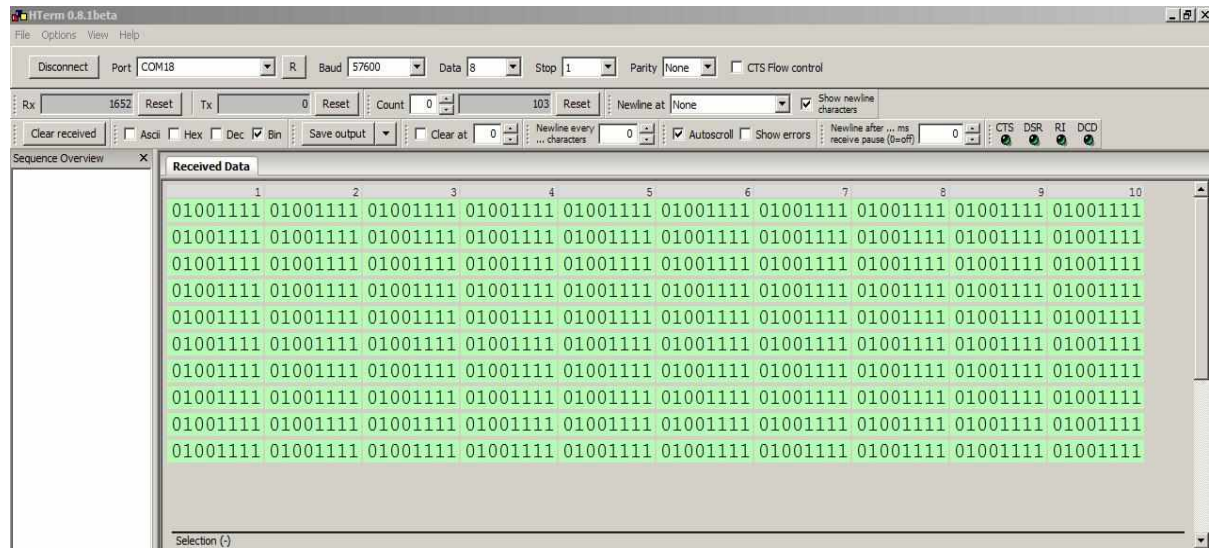 HTerm 0.8.1beta
File Options View Help
Disconnect Port COM18 R Baud 57600 Data 8 Stop 1 Parity None CTS Flow control
Rx 1652 Reset Tx 0 Reset Count 0 103 Reset Newline at None Show newline characters
Clear received Ascii Hex Dec Bin Save output Clear at 0 Newline every ... characters 0 Autoscroll Show errors Newline after ... ms receive pause (0=off) 0 CTS DSR RI DCD
Sequence Overview X Received Data
1 2 3 4 5 6 7 8 9 10
01001111 01001111 01001111 01001111 01001111 01001111 01001111 01001111 01001111 01001111
01001111 01001111 01001111 01001111 01001111 01001111 01001111 01001111 01001111 01001111
01001111 01001111 01001111 01001111 01001111 01001111 01001111 01001111 01001111 01001111
01001111 01001111 01001111 01001111 01001111 01001111 01001111 01001111 01001111 01001111
01001111 01001111 01001111 01001111 01001111 01001111 01001111 01001111 01001111 01001111
01001111 01001111 01001111 01001111 01001111 01001111 01001111 01001111 01001111 01001111
01001111 01001111 01001111 01001111 01001111 01001111 01001111 01001111 01001111 01001111
01001111 01001111 01001111 01001111 01001111 01001111 01001111 01001111 01001111 01001111
01001111 01001111 01001111 01001111 01001111 01001111 01001111 01001111 01001111 01001111
01001111 01001111 01001111 01001111 01001111 01001111 01001111 01001111 01001111 01001111
Selection (-)